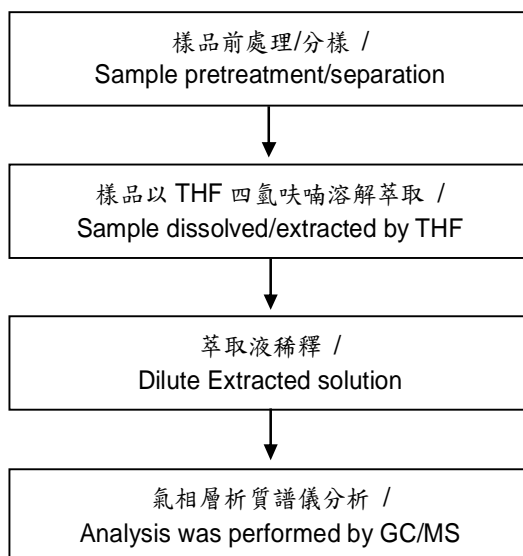 樣品前處理/分樣 /
Sample pretreatment/separation
樣品以 THF 四氫呋喃溶解萃取 /
Sample dissolved/extracted by THF
萃取液稀釋 /
Dilute Extracted solution
氣相層析質譜儀分析 /
Analysis was performed by GC/MS